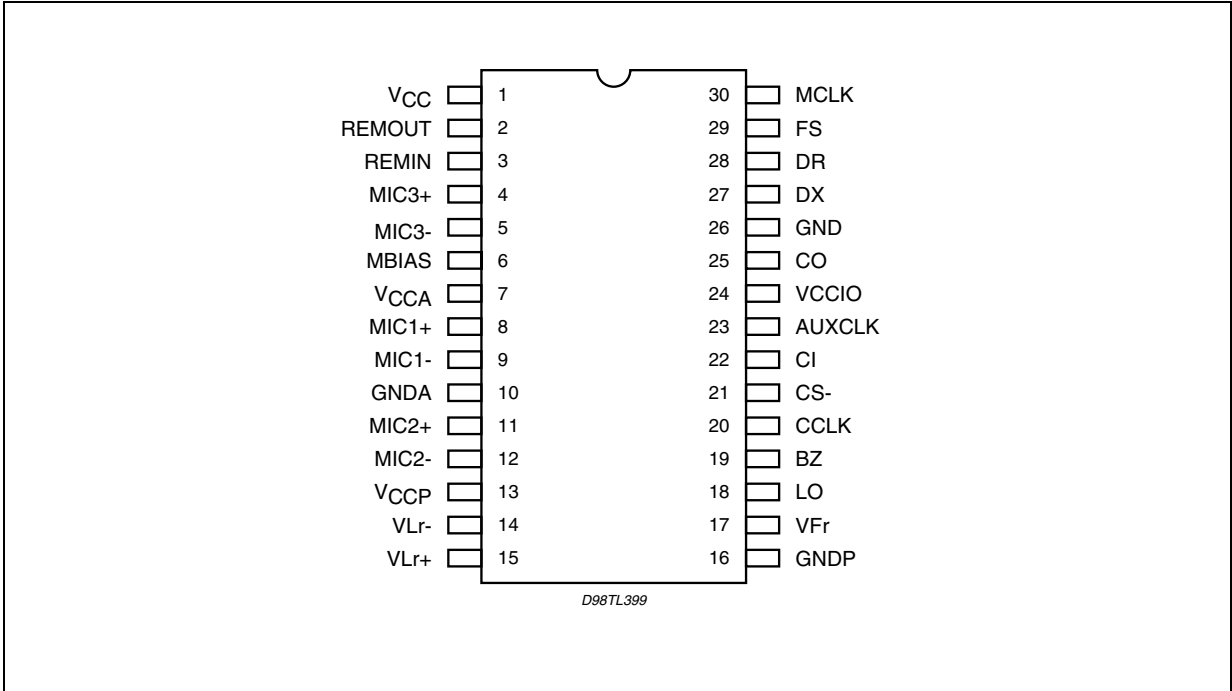 VCC 1 30 MCLK
REMOUT 2 29 FS
REMIN 3 28 DR
MIC3+ 4 27 DX
MIC3- 5 26 GND
MBIAS 6 25 CO
VCCA 7 24 VCCIO
MIC1+ 8 23 AUXCLK
MIC1- 9 22 CI
GNDA 10 21 CS-
MIC2+ 11 20 CCLK
MIC2- 12 19 BZ
VCCP 13 18 LO
VLr- 14 17 VFr
VLr+ 15 16 GNDP
D98TL399